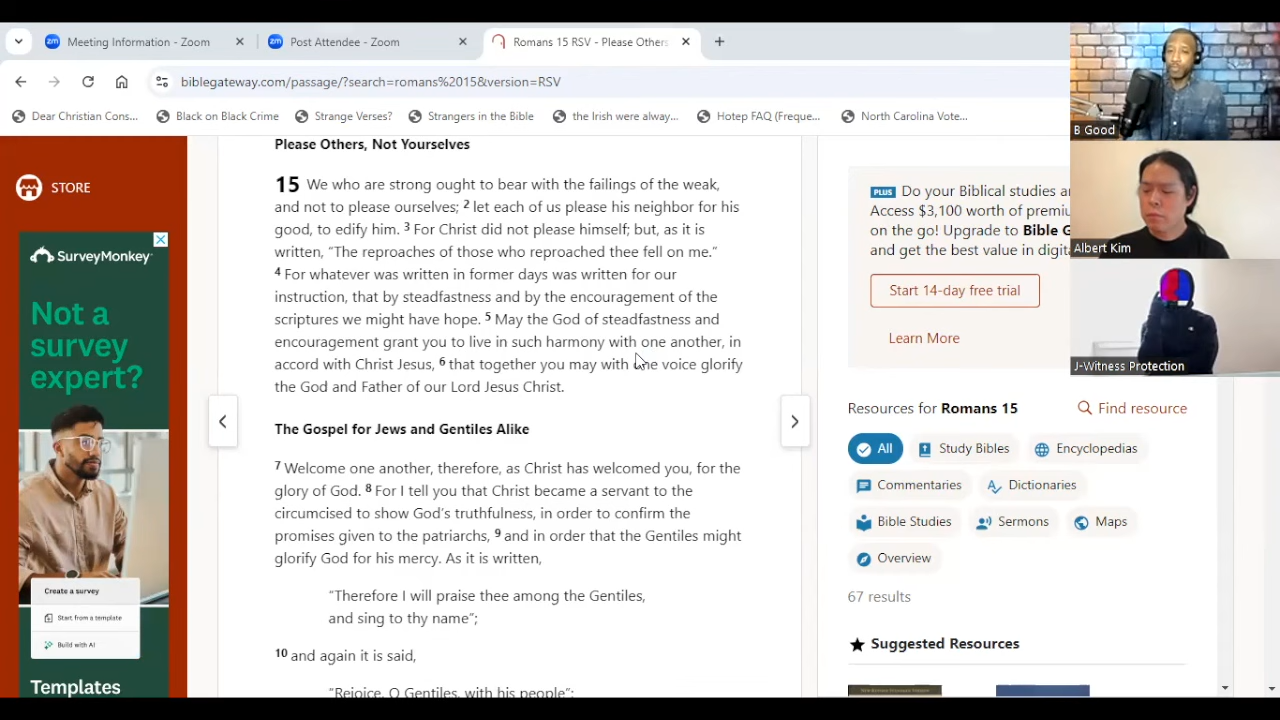 Meeting Information - Zoom
Post Attendee - Zoom
Romans 15 RSV - Please Others
biblegateway.com/passage/?search=romans%2015&version=RSV
Dear Christian Cons...
Black on Black Crime
Strange Verses?
Strangers in the Bible
the Irish were alway...
Hotep FAQ (Freque...
North Carolina Vote...
B Good
Albert Kim
J-Witness Protection
STORE
SurveyMonkey
Not a
survey
expert?
Create a survey
Start from a template
Build with AI
Templates
Please Others, Not Yourselves
15 We who are strong ought to bear with the failings of the weak,
and not to please ourselves; 2 let each of us please his neighbor for his
good, to edify him. 3 For Christ did not please himself; but, as it is
written, “The reproaches of those who reproached thee fell on me.”
4 For whatever was written in former days was written for our
instruction, that by steadfastness and by the encouragement of the
scriptures we might have hope. 5 May the God of steadfastness and
encouragement grant you to live in such harmony with one another, in
accord with Christ Jesus, 6 that together you may with one voice glorify
the God and Father of our Lord Jesus Christ.
The Gospel for Jews and Gentiles Alike
7 Welcome one another, therefore, as Christ has welcomed you, for the
glory of God. 8 For I tell you that Christ became a servant to the
circumcised to show God’s truthfulness, in order to confirm the
promises given to the patriarchs, 9 and in order that the Gentiles might
glorify God for his mercy. As it is written,
“Therefore I will praise thee among the Gentiles,
and sing to thy name”;
10 and again it is said,
“Rejoice, O Gentiles, with his people”;
PLUS Do your Biblical studies
Access $3,100 worth of
on the go! Upgrade to Bible
and get the best value in
Start 14-day free trial
Learn More
Resources for Romans 15
Find resource
All
Study Bibles
Encyclopedias
Commentaries
Dictionaries
Bible Studies
Sermons
Maps
Overview
67 results
Suggested Resources